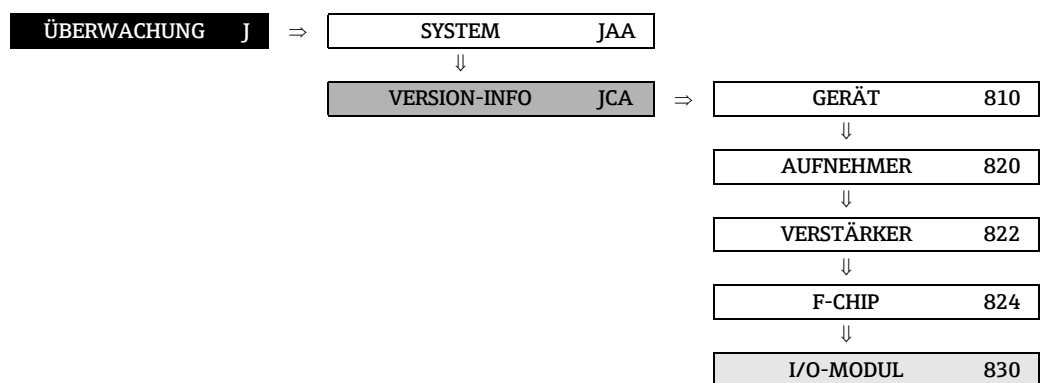 ÜBERWACHUNG J ⇒ SYSTEM JAA
⇓
VERSION-INFO JCA ⇒ GERÄT 810
⇓
AUFNEHMER 820
⇓
VERSTÄRKER 822
⇓
F-CHIP 824
⇓
I/O-MODUL 830